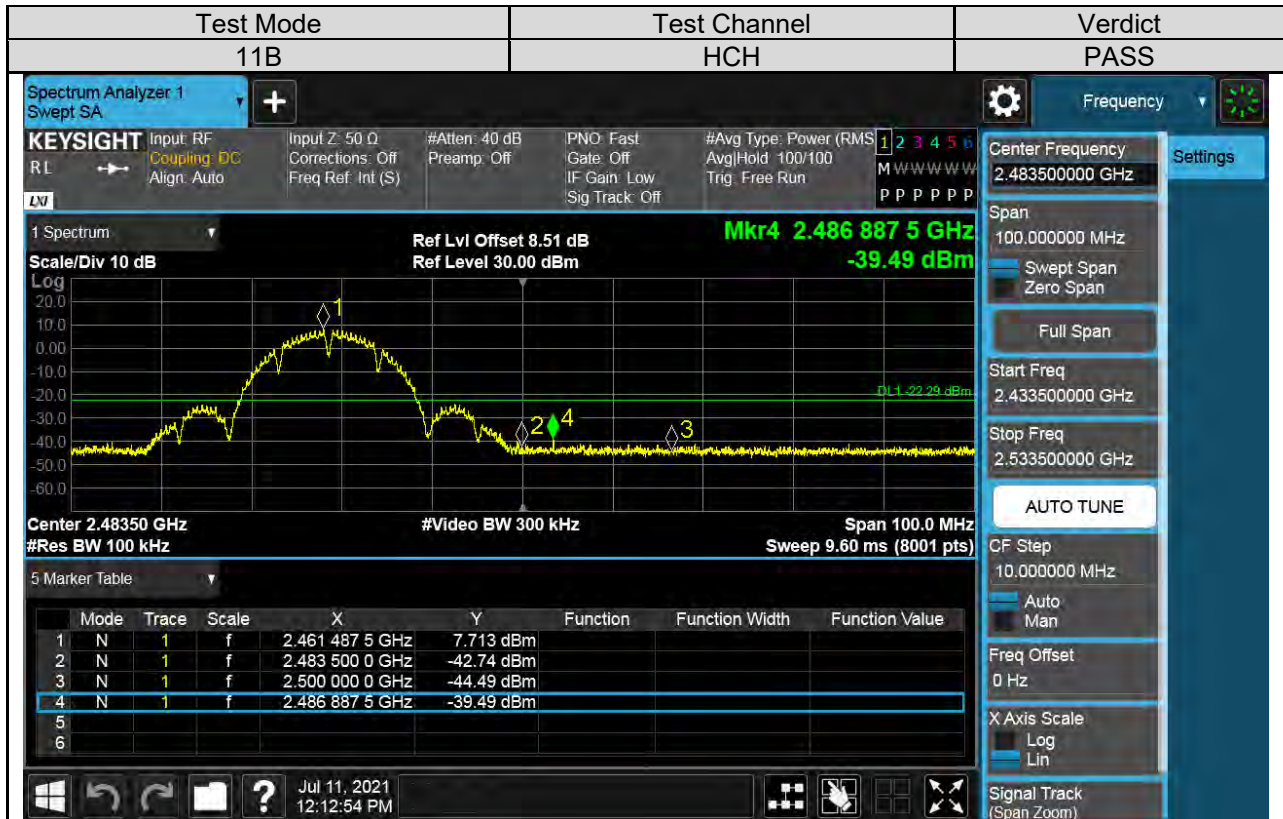 Test Mode Test Channel Verdict
11B HCH PASS
Spectrum Analyzer 1
Swept SA
Frequency
KEYSIGHT Input: RF Input Z: 50 Ω #Atten: 40 dB PNO: Fast #Avg Type: Power (RMS 1 2 3 4 5 6
RL Coupling: DC Corrections: Off Preamp: Off Gate: Off Avg|Hold: 100/100 M W W W W W
Align: Auto Freq Ref: Int (S) IF Gain: Low Trig: Free Run
Sig Track: Off P P P P P P
LXI
Center Frequency
2.483500000 GHz
Settings
1 Spectrum
Ref Lvl Offset 8.51 dB
Mkr4 2.486 887 5 GHz
Scale/Div 10 dB
Ref Level 30.00 dBm
-39.49 dBm
Log
20.0
10.0
0.00
-10.0
-20.0
-30.0
-40.0
-50.0
-60.0
1
2
4
3
DL1 -22.29 dBm
Center 2.48350 GHz #Video BW 300 kHz Span 100.0 MHz
#Res BW 100 kHz Sweep 9.60 ms (8001 pts)
Span
100.000000 MHz
Swept Span
Zero Span
Full Span
Start Freq
2.433500000 GHz
Stop Freq
2.533500000 GHz
AUTO TUNE
CF Step
10.000000 MHz
Auto
Man
Freq Offset
0 Hz
X Axis Scale
Log
Lin
Signal Track
(Span Zoom)
5 Marker Table
Mode Trace Scale X Y Function Function Width Function Value
1 N 1 f 2.461 487 5 GHz 7.713 dBm
2 N 1 f 2.483 500 0 GHz -42.74 dBm
3 N 1 f 2.500 000 0 GHz -44.49 dBm
4 N 1 f 2.486 887 5 GHz -39.49 dBm
5
6
?
Jul 11, 2021
12:12:54 PM